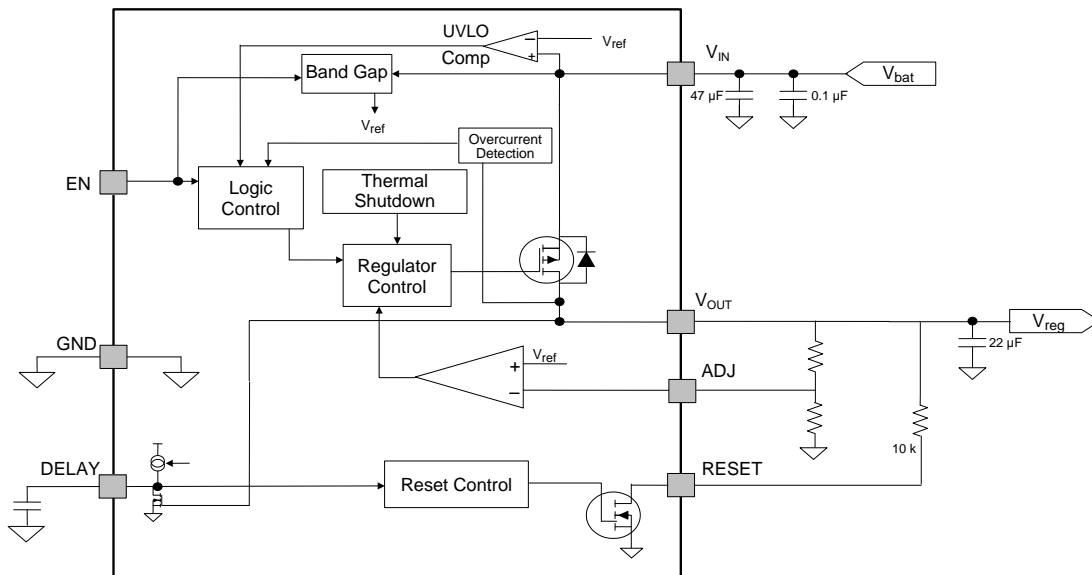 UVLO
Comp
−
+
Vref
VIN
Vbat
47 µF
0.1 µF
Band Gap
Vref
Overcurrent
Detection
EN
Logic
Control
Thermal
Shutdown
Regulator
Control
VOUT
Vreg
22 µF
GND
Vref
+
−
ADJ
10 k
DELAY
Reset Control
RESET